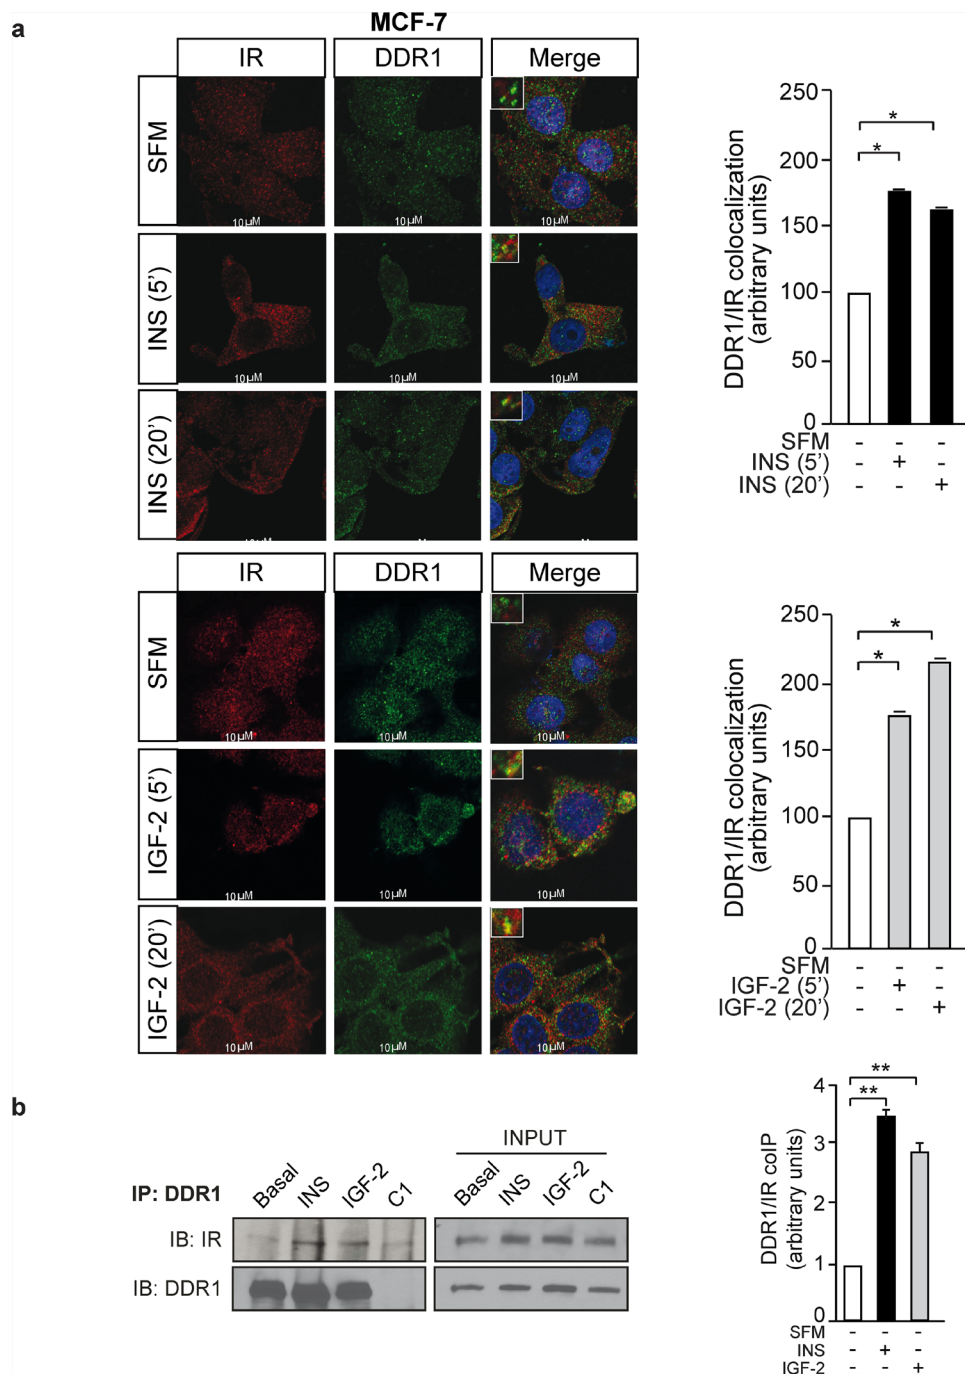 a
MCF-7
IR DDR1 Merge
SFM
10 µM 10 µM 10 µM
INS (5')
10 µM 10 µM 10 µM
INS (20')
DDR1/IR colocalization
(arbitrary units)
250
200
150
100
50
0
* *
SFM - - -
INS (5') - + -
INS (20') - - +
IR DDR1 Merge
SFM
10 µM 10 µM 10 µM
IGF-2 (5')
10 µM 10 µM 10 µM
IGF-2 (20')
10 µM 10 µM 10 µM
DDR1/IR colocalization
(arbitrary units)
250
200
150
100
50
0
* *
SFM - - -
IGF-2 (5') - + -
IGF-2 (20') - - +
b
INPUT
IP: DDR1 Basal INS IGF-2 C1 Basal INS IGF-2 C1
IB: IR
IB: DDR1
DDR1/IR coIP
(arbitrary units)
4
3
2
1
0
** **
SFM - - -
INS - + -
IGF-2 - - +